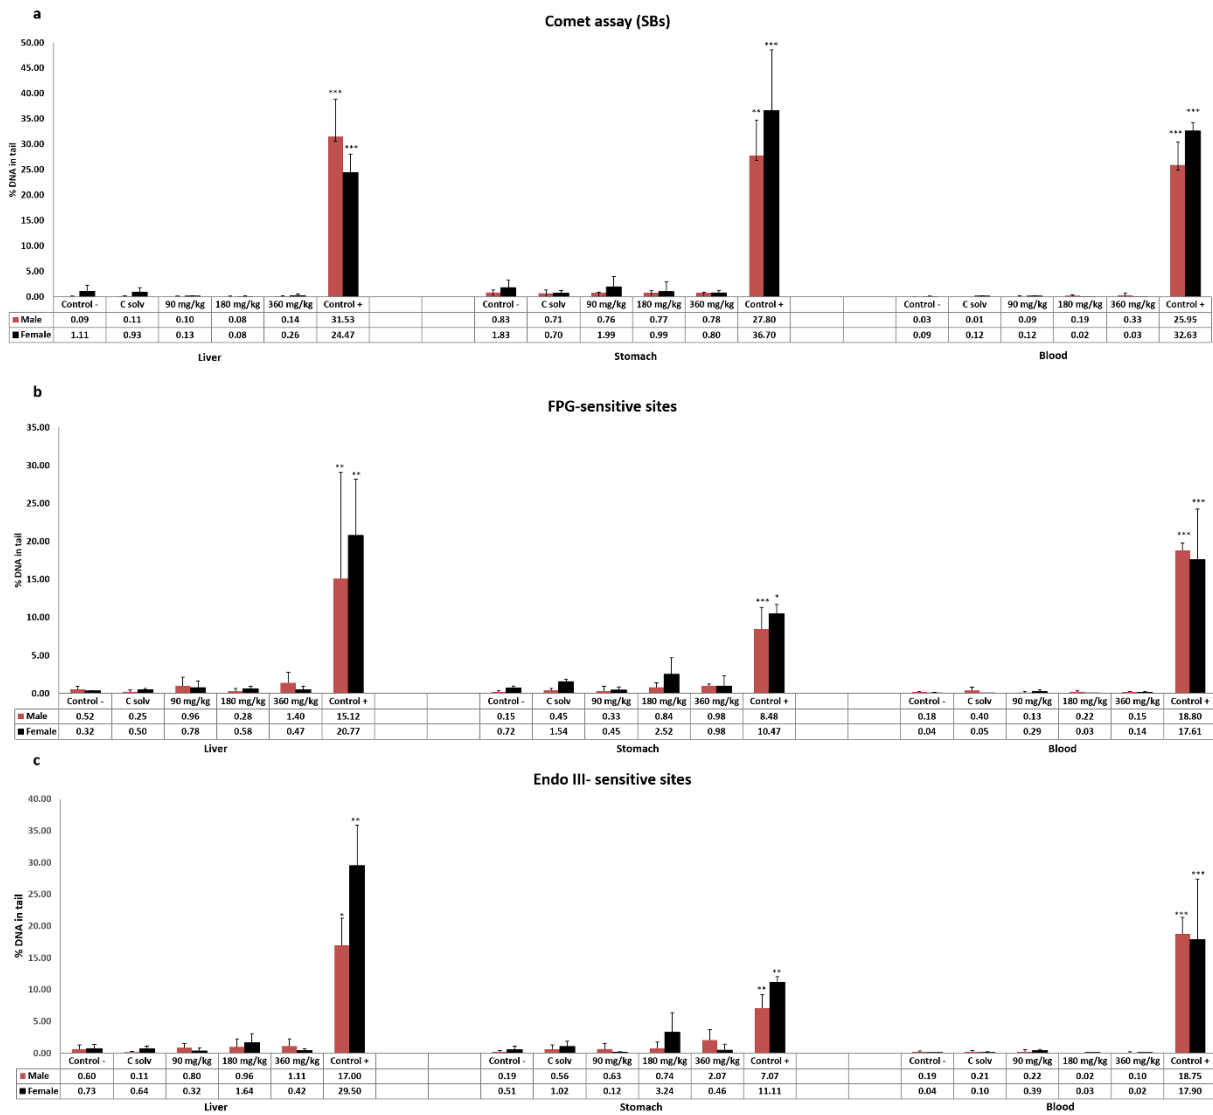 a
Comet assay (SBs)
50.00
45.00
40.00
35.00
30.00
25.00
20.00
15.00
10.00
5.00
0.00
% DNA in tail
*** *** ** *** *** ***
Control - C solv 90 mg/kg 180 mg/kg 360 mg/kg Control + Control - C solv 90 mg/kg 180 mg/kg 360 mg/kg Control + Control - C solv 90 mg/kg 180 mg/kg 360 mg/kg Control +
Male 0.09 0.11 0.10 0.08 0.14 31.53 0.83 0.71 0.76 0.77 0.78 27.80 0.03 0.01 0.09 0.19 0.33 25.95
Female 1.11 0.93 0.13 0.08 0.26 24.47 1.83 0.70 1.99 0.99 0.80 36.70 0.09 0.12 0.12 0.02 0.03 32.63
Liver Stomach Blood
b
FPG-sensitive sites
35.00
30.00
25.00
20.00
15.00
10.00
5.00
0.00
% DNA in tail
** ** *** * *** ***
Control - C solv 90 mg/kg 180 mg/kg 360 mg/kg Control + Control - C solv 90 mg/kg 180 mg/kg 360 mg/kg Control + Control - C solv 90 mg/kg 180 mg/kg 360 mg/kg Control +
Male 0.52 0.25 0.96 0.28 1.40 15.12 0.15 0.45 0.33 0.84 0.98 8.48 0.18 0.40 0.13 0.22 0.15 18.80
Female 0.32 0.50 0.78 0.58 0.47 20.77 0.72 1.54 0.45 2.52 0.98 10.47 0.04 0.05 0.29 0.03 0.14 17.61
Liver Stomach Blood
c
Endo III- sensitive sites
40.00
35.00
30.00
25.00
20.00
15.00
10.00
5.00
0.00
% DNA in tail
* ** ** ** *** ***
Control - C solv 90 mg/kg 180 mg/kg 360 mg/kg Control + Control - C solv 90 mg/kg 180 mg/kg 360 mg/kg Control + Control - C solv 90 mg/kg 180 mg/kg 360 mg/kg Control +
Male 0.60 0.11 0.80 0.96 1.11 17.00 0.19 0.56 0.63 0.74 2.07 7.07 0.19 0.21 0.22 0.02 0.10 18.75
Female 0.73 0.64 0.32 1.64 0.42 29.50 0.51 1.02 0.12 3.24 0.46 11.11 0.04 0.10 0.39 0.03 0.02 17.90
Liver Stomach Blood